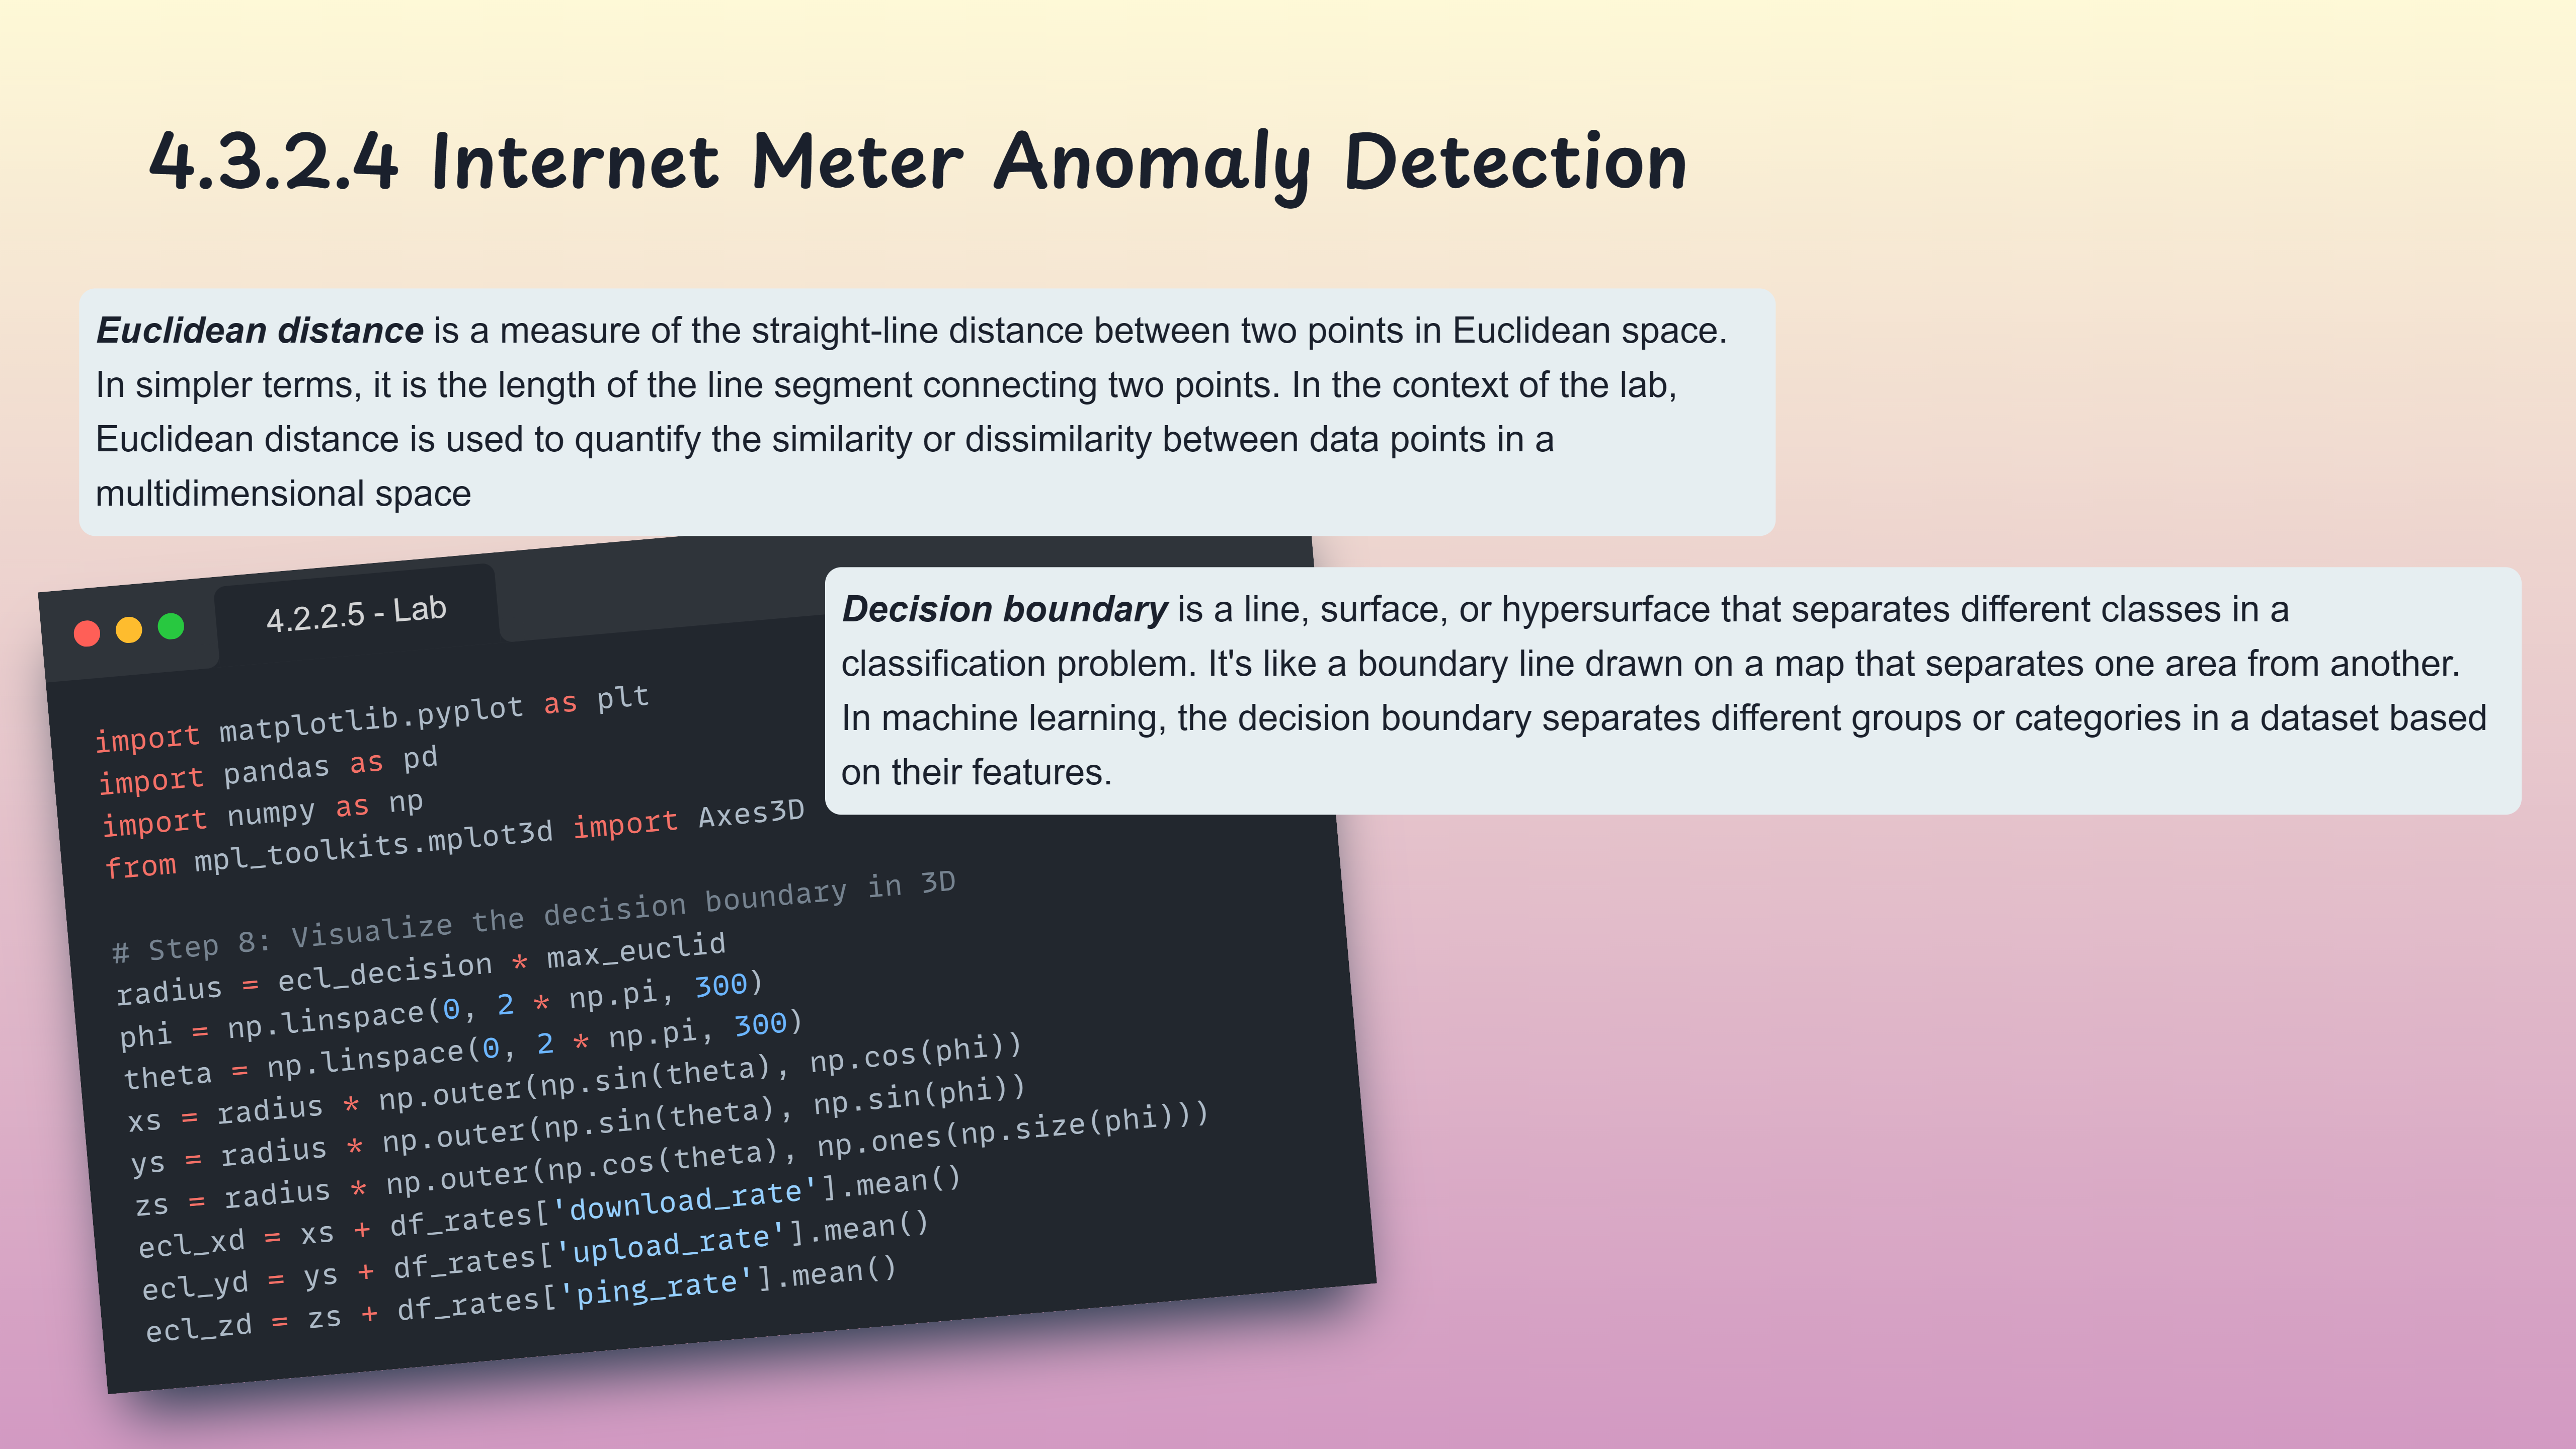 4.3.2.4 Internet Meter Anomaly Detection
Euclidean distance is a measure of the straight-line distance between two points in Euclidean space.
In simpler terms, it is the length of the line segment connecting two points. In the context of the lab,
Euclidean distance is used to quantify the similarity or dissimilarity between data points in a
multidimensional space
4.2.2.5 - Lab
Decision boundary is a line, surface, or hypersurface that separates different classes in a
classification problem. It's like a boundary line drawn on a map that separates one area from another.
In machine learning, the decision boundary separates different groups or categories in a dataset based
on their features.
import matplotlib.pyplot as plt
import pandas as pd
import numpy as np
from mpl_toolkits.mplot3d import Axes3D
# Step 8: Visualize the decision boundary in 3D
radius = ecl_decision * max_euclid
phi = np.linspace(0, 2 * np.pi, 300)
theta = np.linspace(0, 2 * np.pi, 300)
xs = radius * np.outer(np.sin(theta), np.cos(phi))
ys = radius * np.outer(np.sin(theta), np.sin(phi))
zs = radius * np.outer(np.cos(theta), np.ones(np.size(phi)))
ecl_xd = xs + df_rates['download_rate'].mean()
ecl_yd = ys + df_rates['upload_rate'].mean()
ecl_zd = zs + df_rates['ping_rate'].mean()